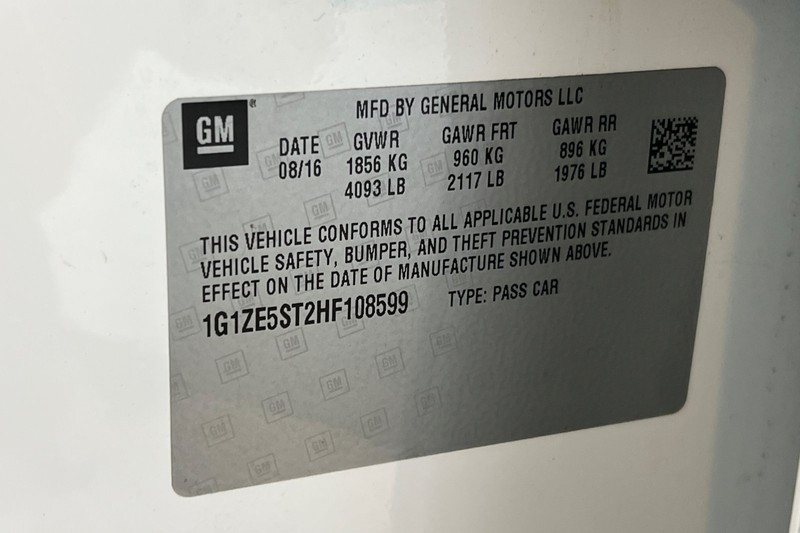 GM
MFD BY GENERAL MOTORS LLC
DATE GVWR GAWR FRT GAWR RR
08/16 1856 KG 960 KG 896 KG
4093 LB 2117 LB 1976 LB
THIS VEHICLE CONFORMS TO ALL APPLICABLE U.S. FEDERAL MOTOR
VEHICLE SAFETY, BUMPER, AND THEFT PREVENTION STANDARDS IN
EFFECT ON THE DATE OF MANUFACTURE SHOWN ABOVE.
1G1ZE5ST2HF108599 TYPE: PASS CAR